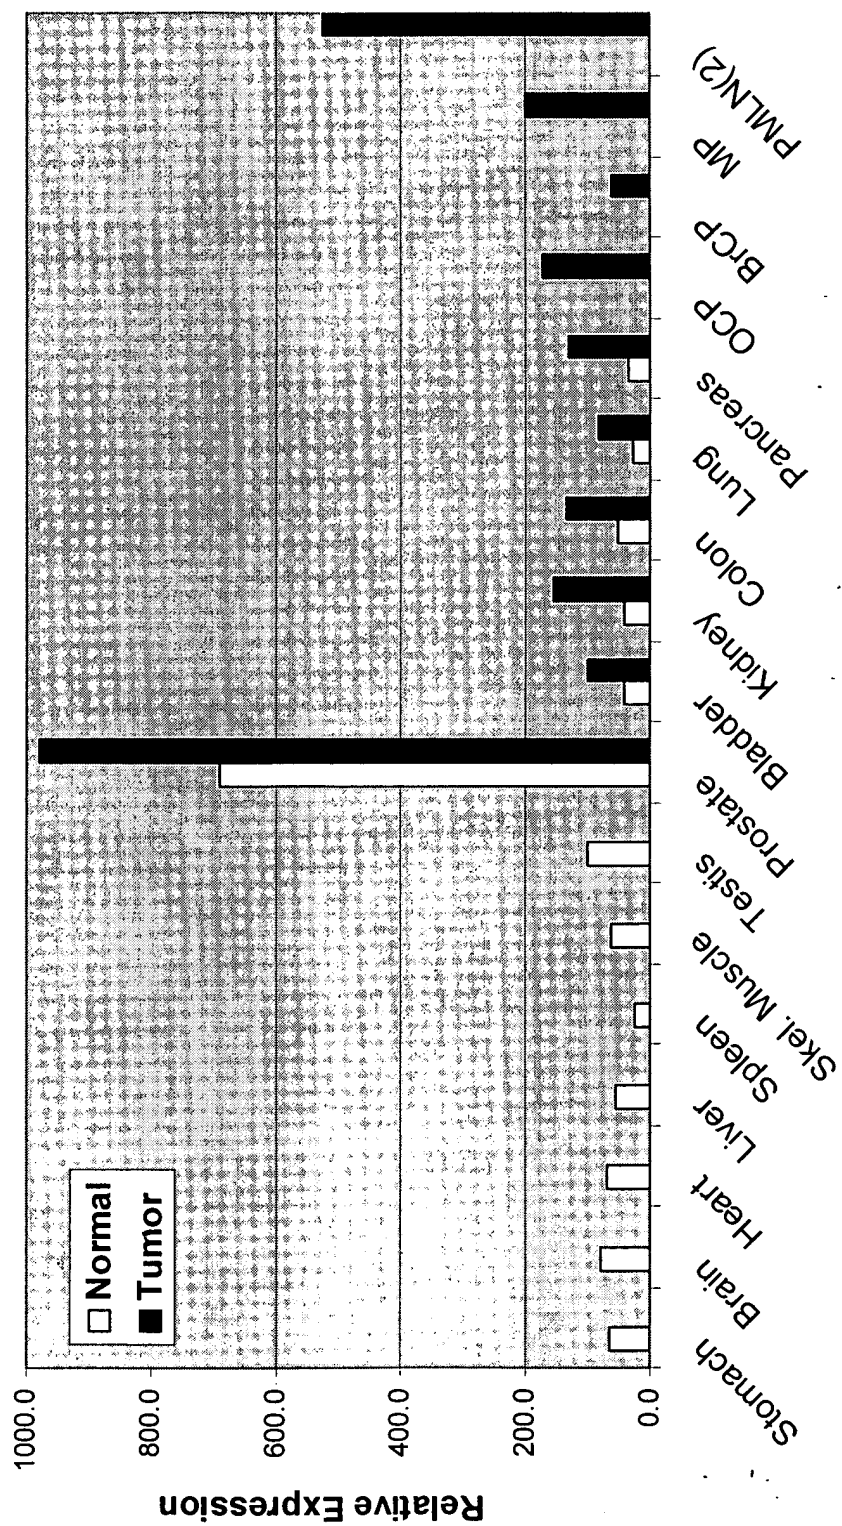 Relative Expression
1000.0
800.0
600.0
400.0
200.0
0.0
Normal
Tumor
Stomach
Brain
Heart
Liver
Spleen
Skel. Muscle
Testis
Prostate
Bladder
Kidney
Colon
Lung
Pancreas
OCP
BrCP
MP
PMLN(2)